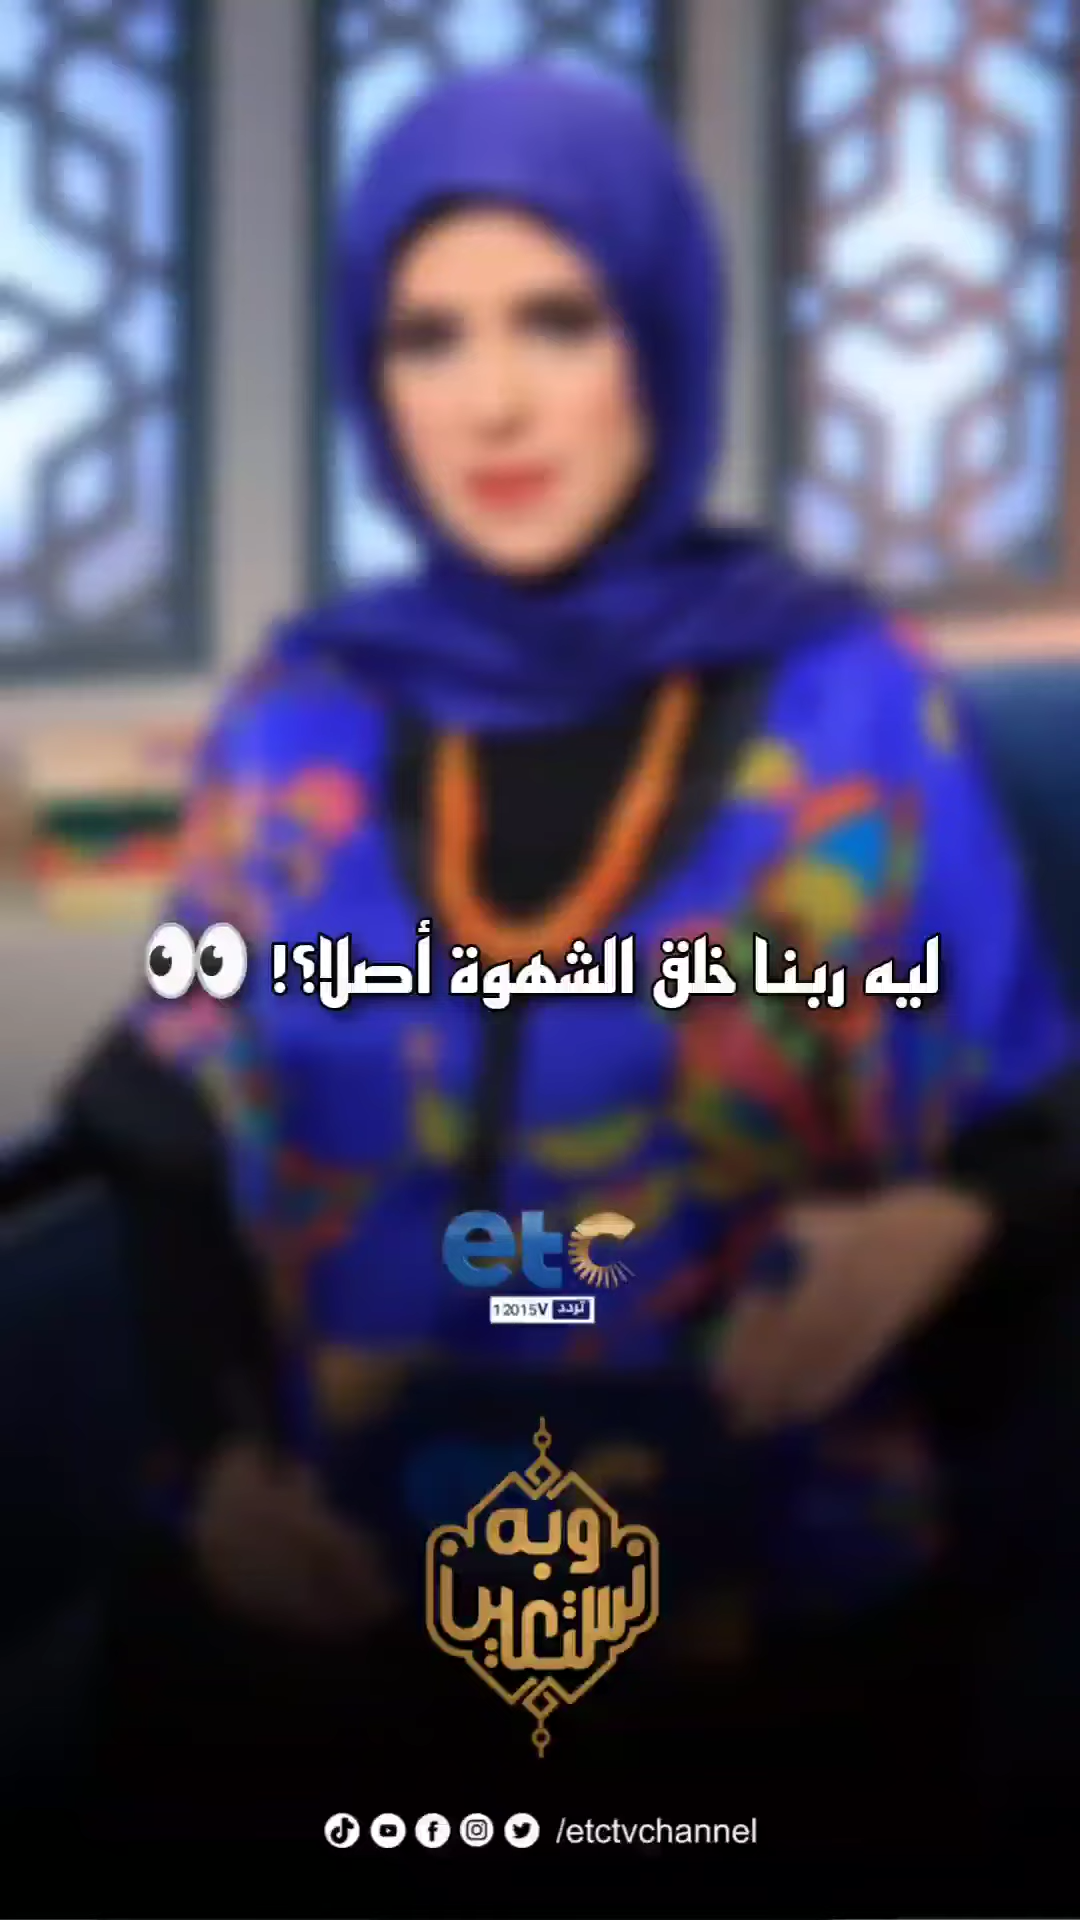 ليه ربنا خلق الشهوة أصلا؟! 👀
etc
تردد 12015V
وبه
نستعين
/etctvchannel